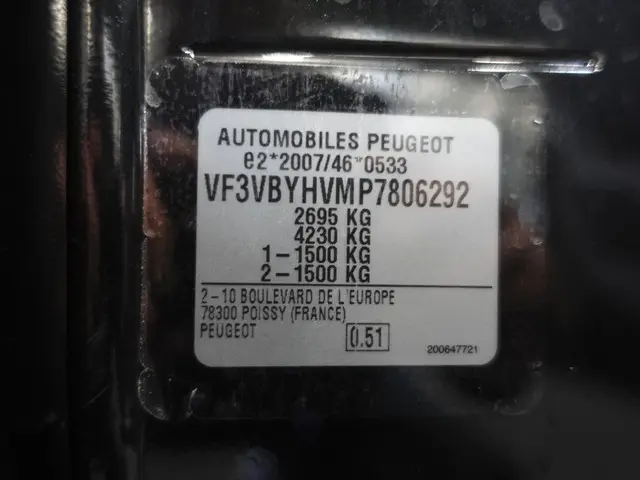 AUTOMOBILES PEUGEOT
e2*2007/46*0533
VF3VBYHVMP7806292
2695 KG
4230 KG
1-1500 KG
2-1500 KG
2-10 BOULEVARD DE L'EUROPE
78300 POISSY (FRANCE)
PEUGEOT
0.51
200647721